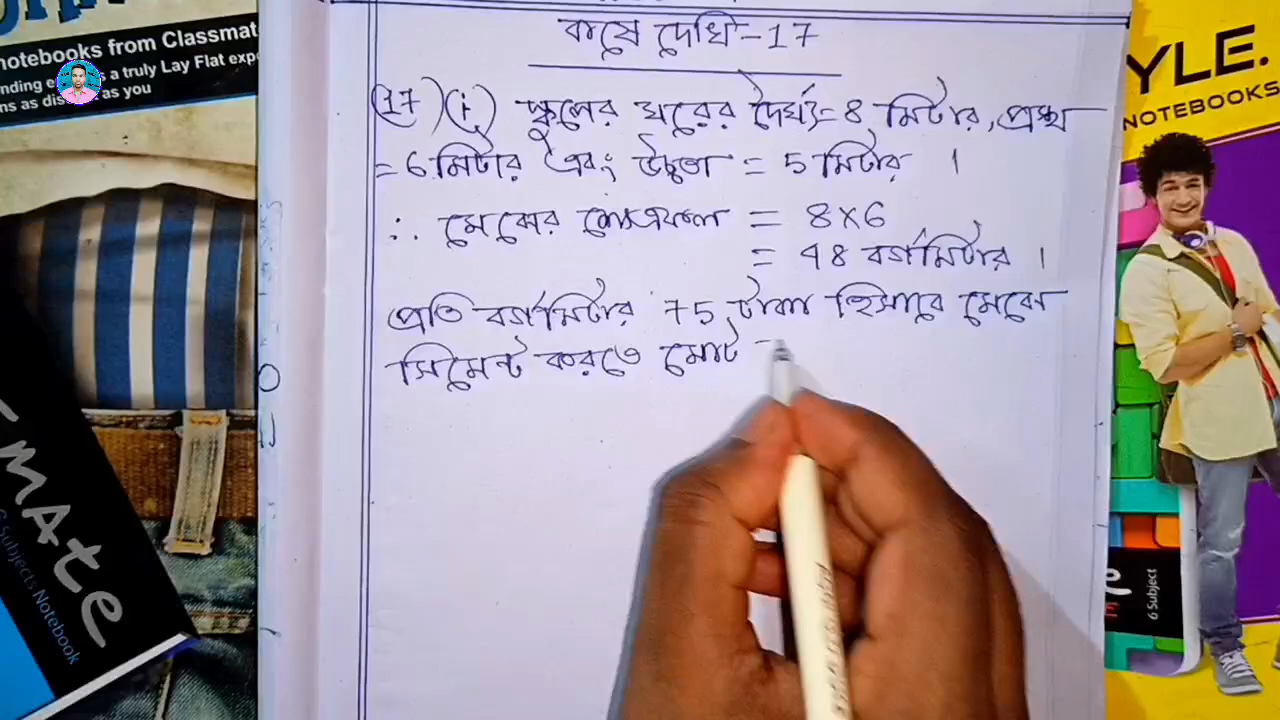 notebooks from Classmat
a truly Lay Flat exp
as you
কষে দেখি-17
(17)(i) স্কুলের ঘরের দৈর্ঘ্য = 8 মিটার, প্রস্থ
= 6 মিটার এবং উচ্চতা = 5 মিটার ।
∴ মেঝের ক্ষেত্রফল = 8×6
= 48 বর্গমিটার ।
প্রতি বর্গমিটার 75 টাকা হিসাবে মেঝে
সিমেন্ট করতে মোট
YLE.
NOTEBOOKS
mate
6 Subjects Notebook
6 Subject